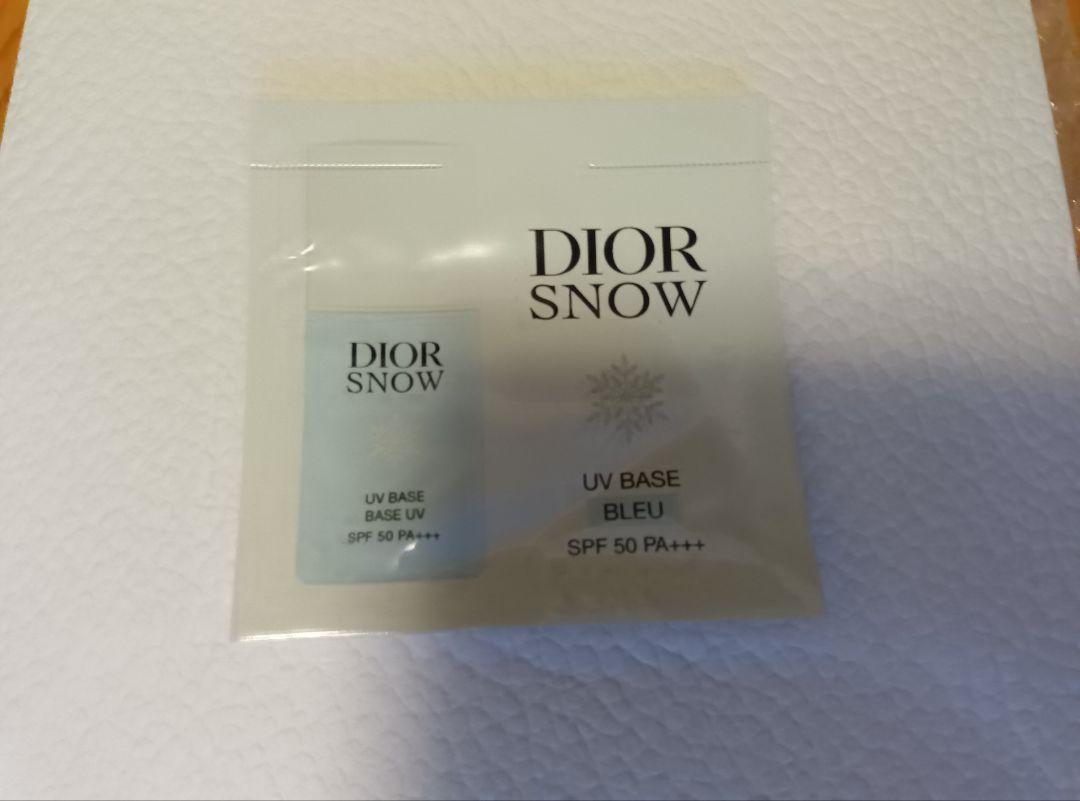 DIOR
SNOW
UV BASE
BASE UV
SPF 50 PA+++
DIOR
SNOW
UV BASE
BLEU
SPF 50 PA+++